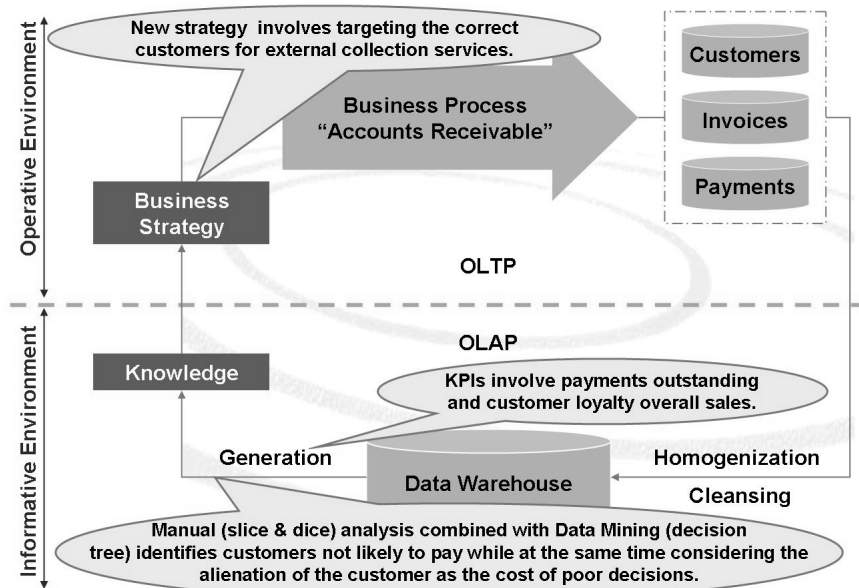 New strategy involves targeting the correct
customers for external collection services.
Customers
Business Process
“Accounts Receivable”
Invoices
Payments
Operative Environment
Business
Strategy
OLTP
OLAP
Informative Environment
Knowledge
KPIs involve payments outstanding
and customer loyalty overall sales.
Generation
Data Warehouse
Homogenization
Cleansing
Manual (slice & dice) analysis combined with Data Mining (decision
tree) identifies customers not likely to pay while at the same time considering the
alienation of the customer as the cost of poor decisions.